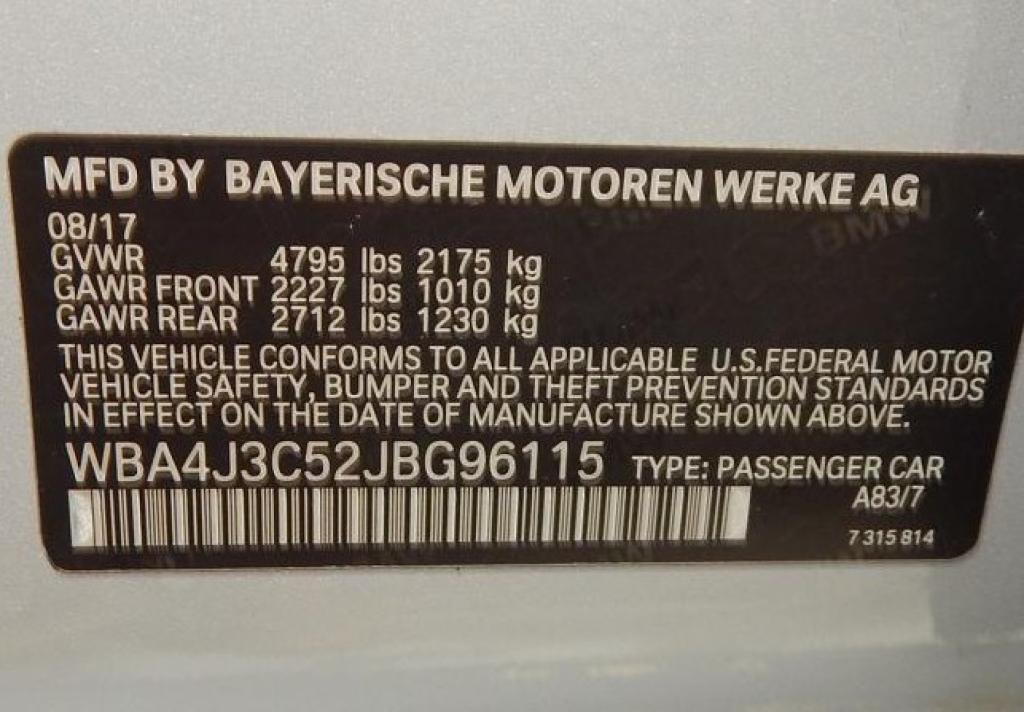 MFD BY BAYERISCHE MOTOREN WERKE AG
08/17
GVWR 4795 lbs 2175 kg
GAWR FRONT 2227 lbs 1010 kg
GAWR REAR 2712 lbs 1230 kg
THIS VEHICLE CONFORMS TO ALL APPLICABLE U.S.FEDERAL MOTOR
VEHICLE SAFETY, BUMPER AND THEFT PREVENTION STANDARDS
IN EFFECT ON THE DATE OF MANUFACTURE SHOWN ABOVE.
WBA4J3C52JBG96115 TYPE: PASSENGER CAR
A83/7
7 315 814
BMW